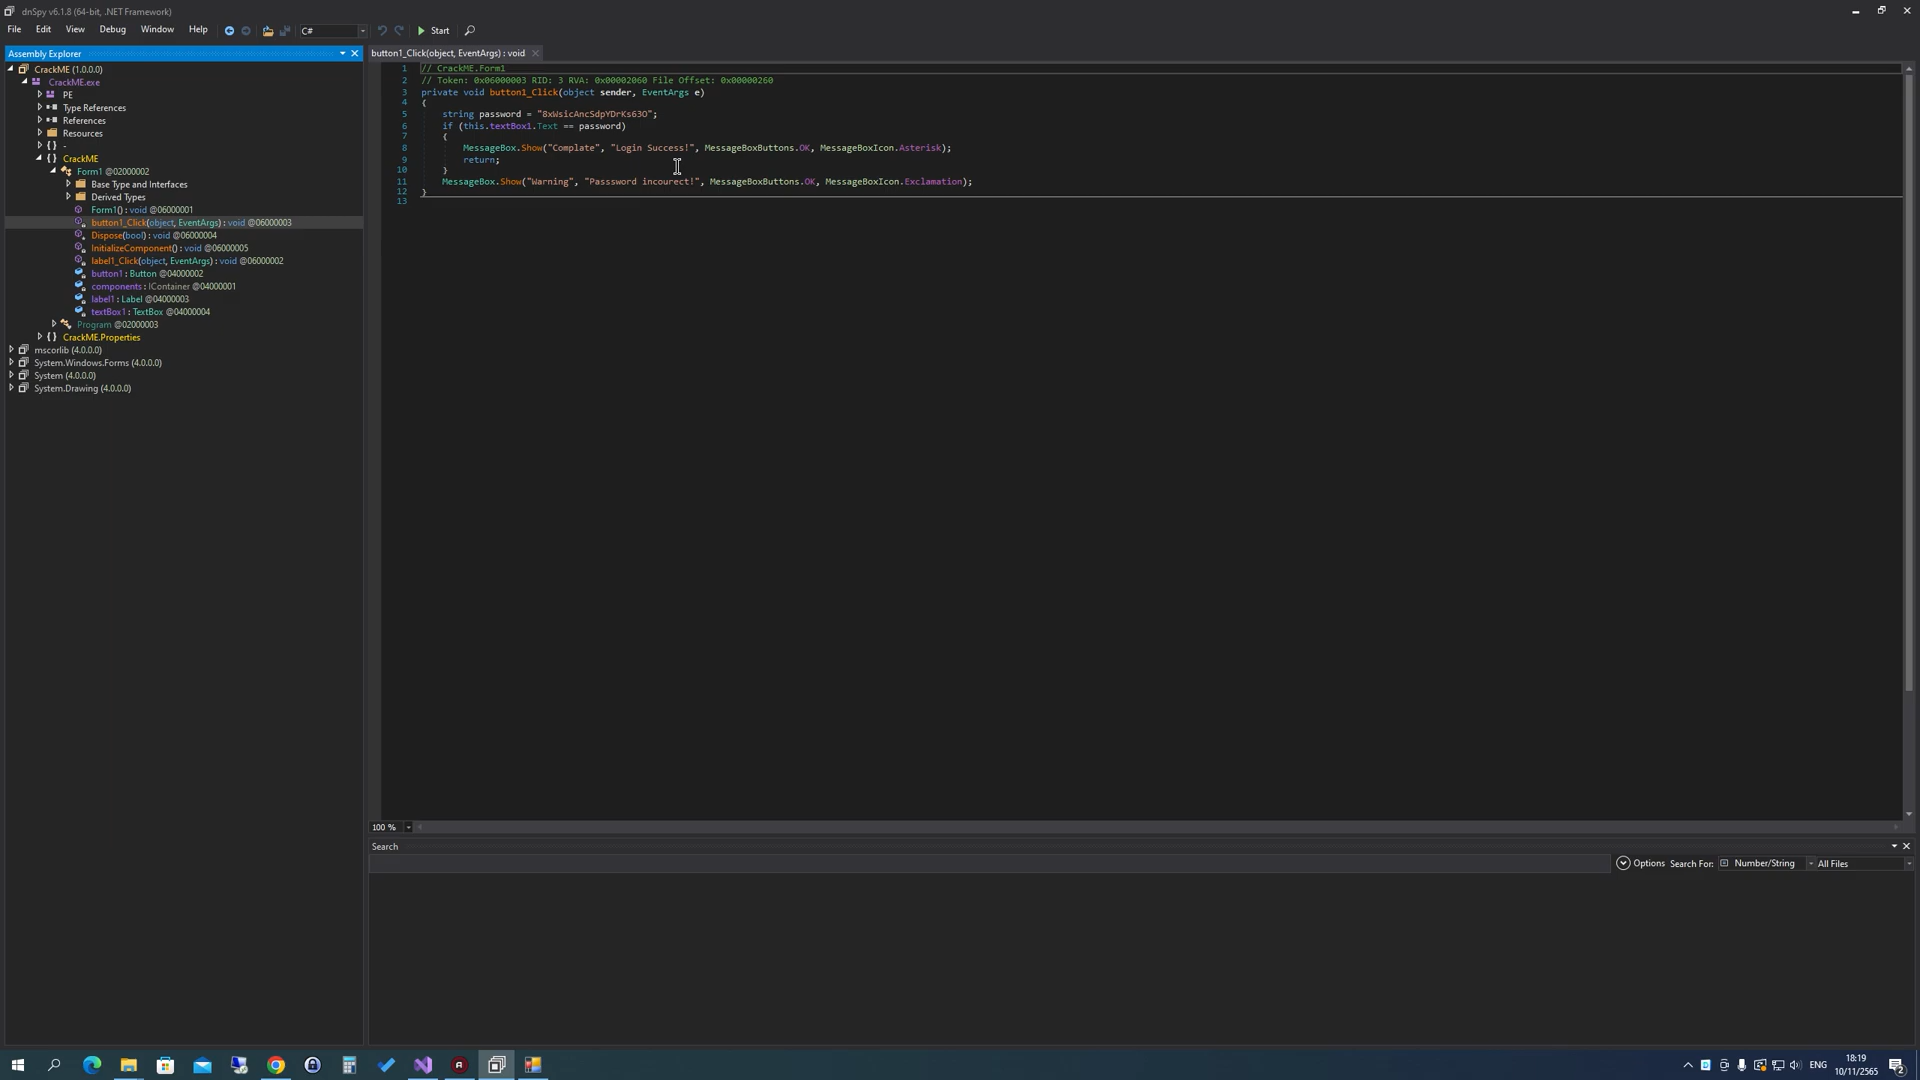 dnSpy v6.1.8 (64-bit, .NET Framework)
File Edit View Debug Window Help C# Start
Assembly Explorer
CrackME (1.0.0.0)
CrackME.exe
PE
Type References
References
Resources
{ } -
{ } CrackME
Form1 @02000002
Base Type and Interfaces
Derived Types
Form1() : void @06000001
button1_Click(object, EventArgs) : void @06000003
Dispose(bool) : void @06000004
InitializeComponent() : void @06000005
label1_Click(object, EventArgs) : void @06000002
button1 : Button @04000002
components : IContainer @04000001
label1 : Label @04000003
textBox1 : TextBox @04000004
Program @02000003
{ } CrackME.Properties
mscorlib (4.0.0.0)
System.Windows.Forms (4.0.0.0)
System (4.0.0.0)
System.Drawing (4.0.0.0)
button1_Click(object, EventArgs) : void
1 // CrackME.Form1
2 // Token: 0x06000003 RID: 3 RVA: 0x00002060 File Offset: 0x00000260
3 private void button1_Click(object sender, EventArgs e)
4 {
5 string password = "8xWsicAncSdpYDrKs63O";
6 if (this.textBox1.Text == password)
7 {
8 MessageBox.Show("Complate", "Login Success!", MessageBoxButtons.OK, MessageBoxIcon.Asterisk);
9 return;
10 }
11 MessageBox.Show("Warning", "Passsword incourect!", MessageBoxButtons.OK, MessageBoxIcon.Exclamation);
12 }
13
100 %
Search
Options Search For: Number/String All Files
ENG
18:19
10/11/2565
2